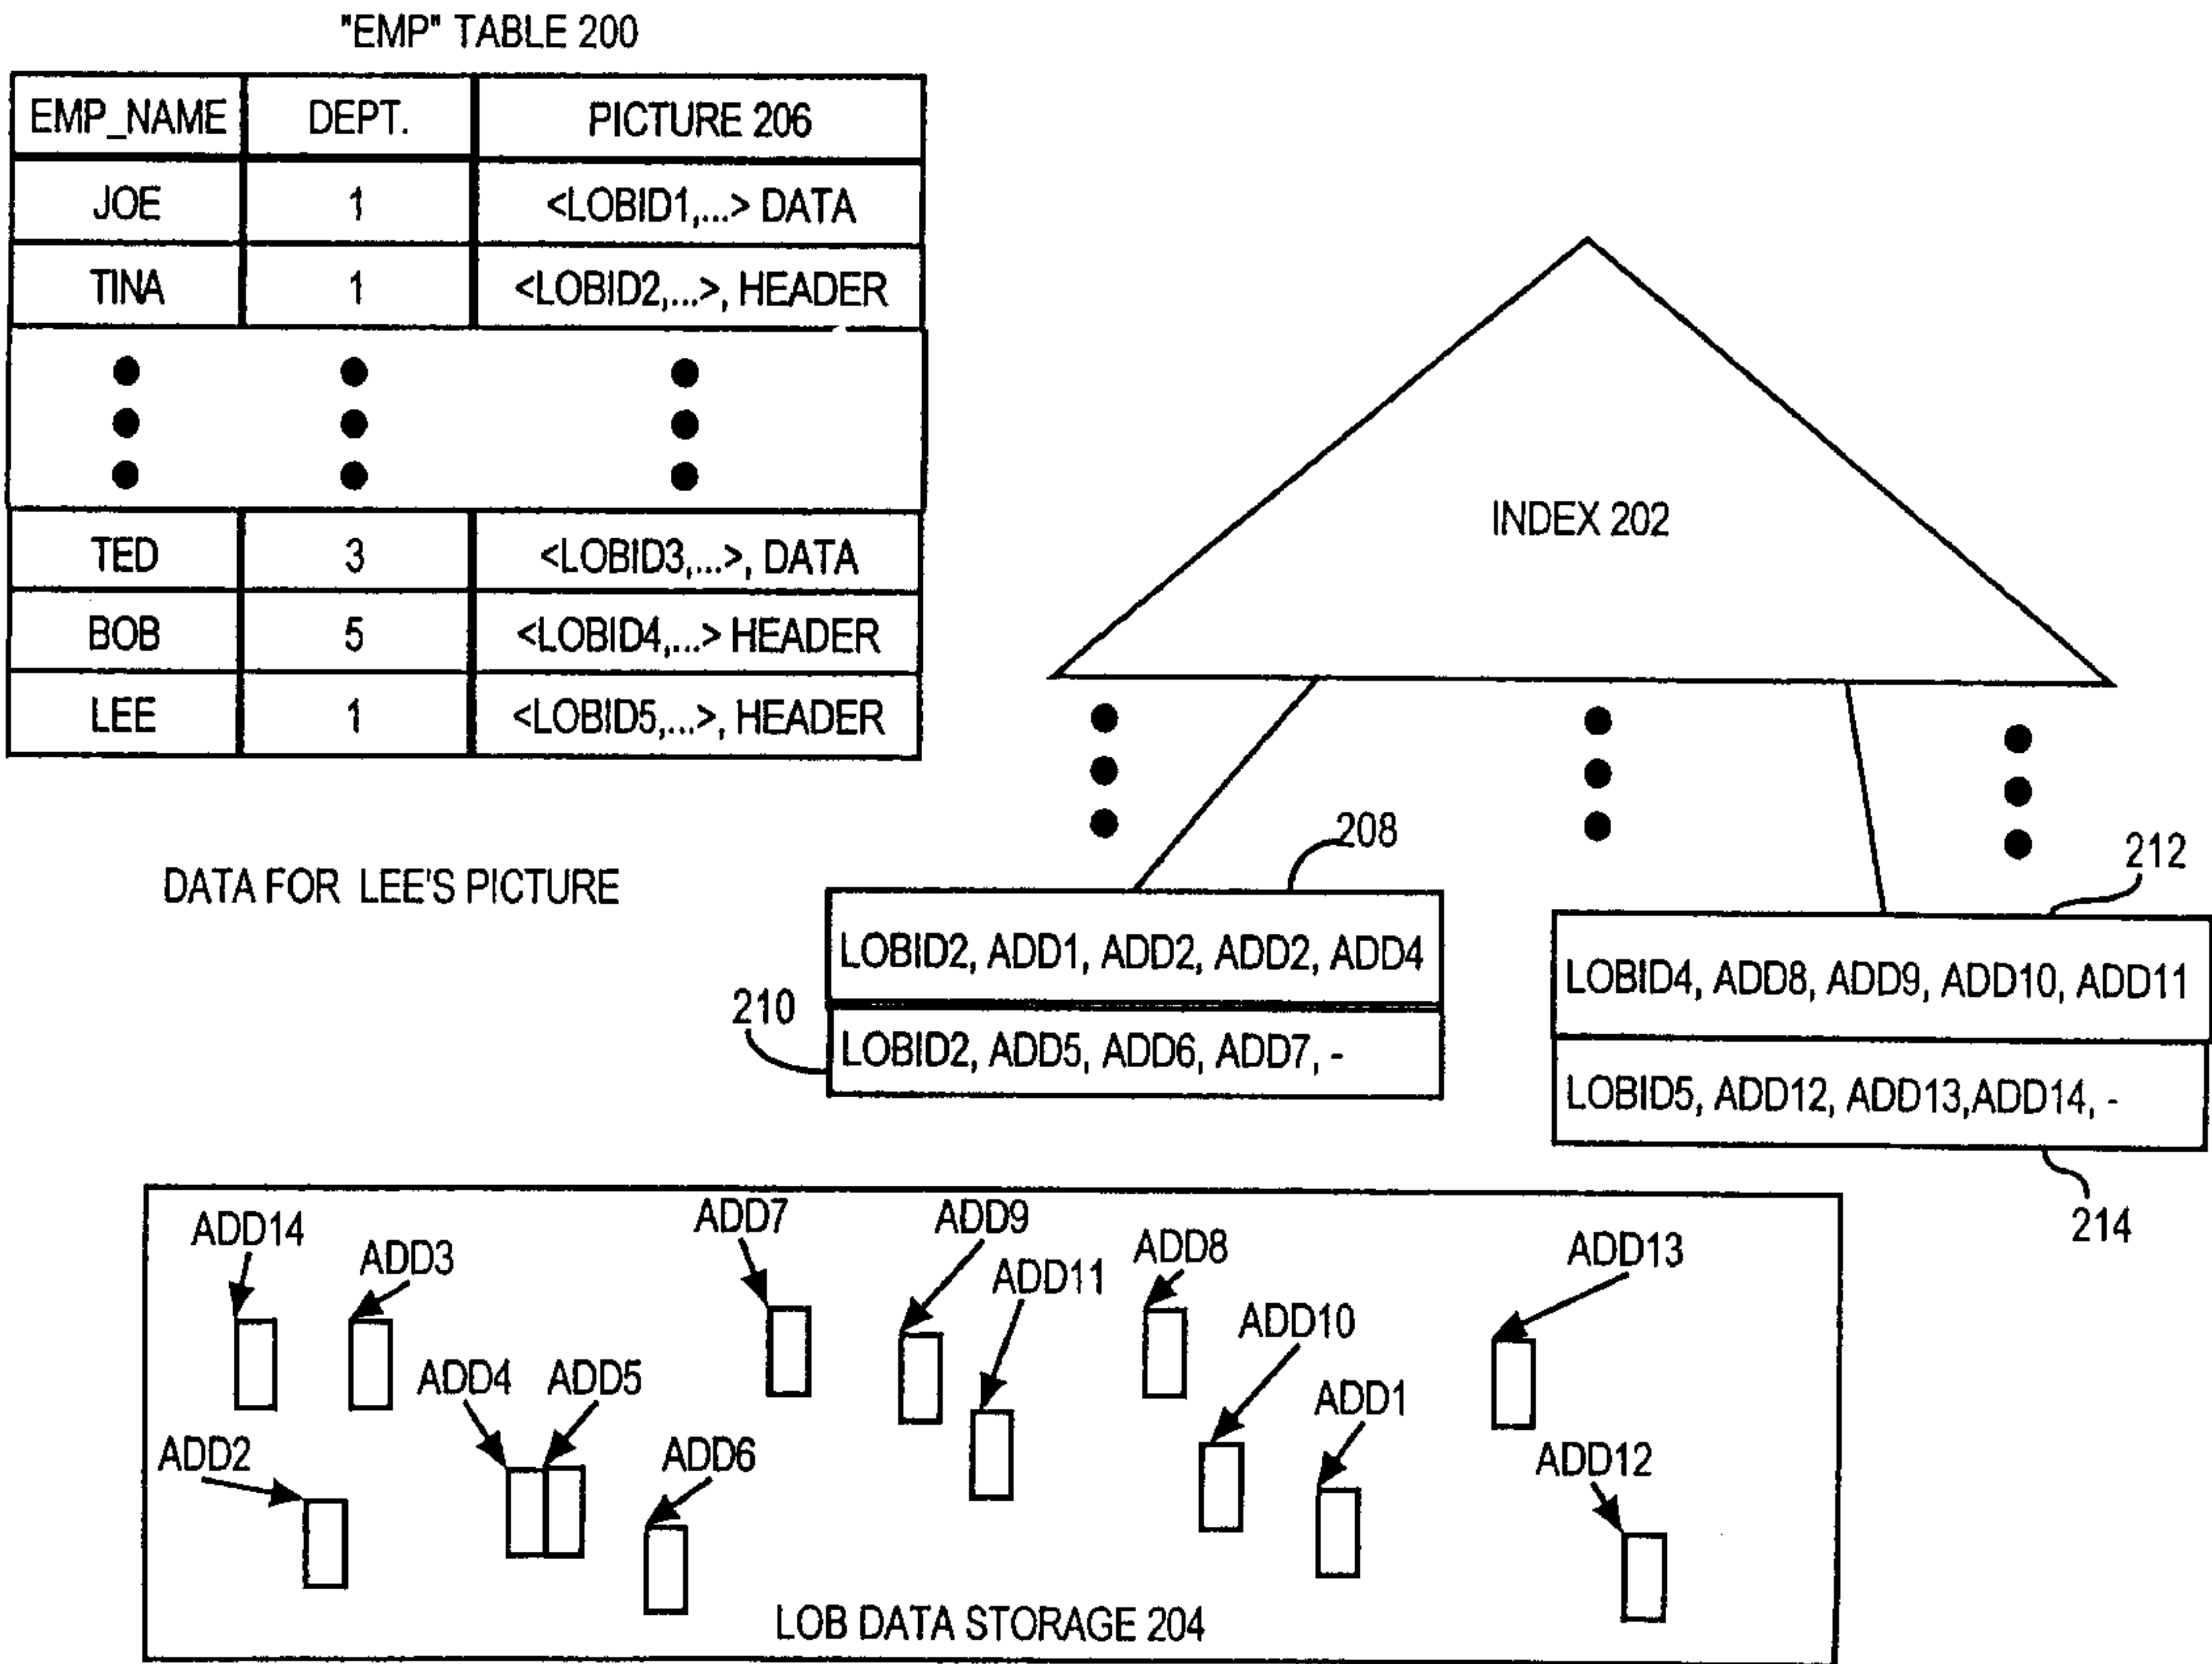 "EMP" TABLE 200
EMP_NAME DEPT. PICTURE 206
JOE 1 <LOBID1,...> DATA
TINA 1 <LOBID2,...>, HEADER
TED 3 <LOBID3,...>, DATA
BOB 5 <LOBID4,...> HEADER
LEE 1 <LOBID5,...>, HEADER
INDEX 202
DATA FOR LEE'S PICTURE
208
LOBID2, ADD1, ADD2, ADD2, ADD4
210
LOBID2, ADD5, ADD6, ADD7, -
212
LOBID4, ADD8, ADD9, ADD10, ADD11
LOBID5, ADD12, ADD13,ADD14, -
214
ADD14
ADD3
ADD7
ADD9
ADD11
ADD8
ADD13
ADD10
ADD4
ADD5
ADD1
ADD2
ADD6
ADD12
LOB DATA STORAGE 204